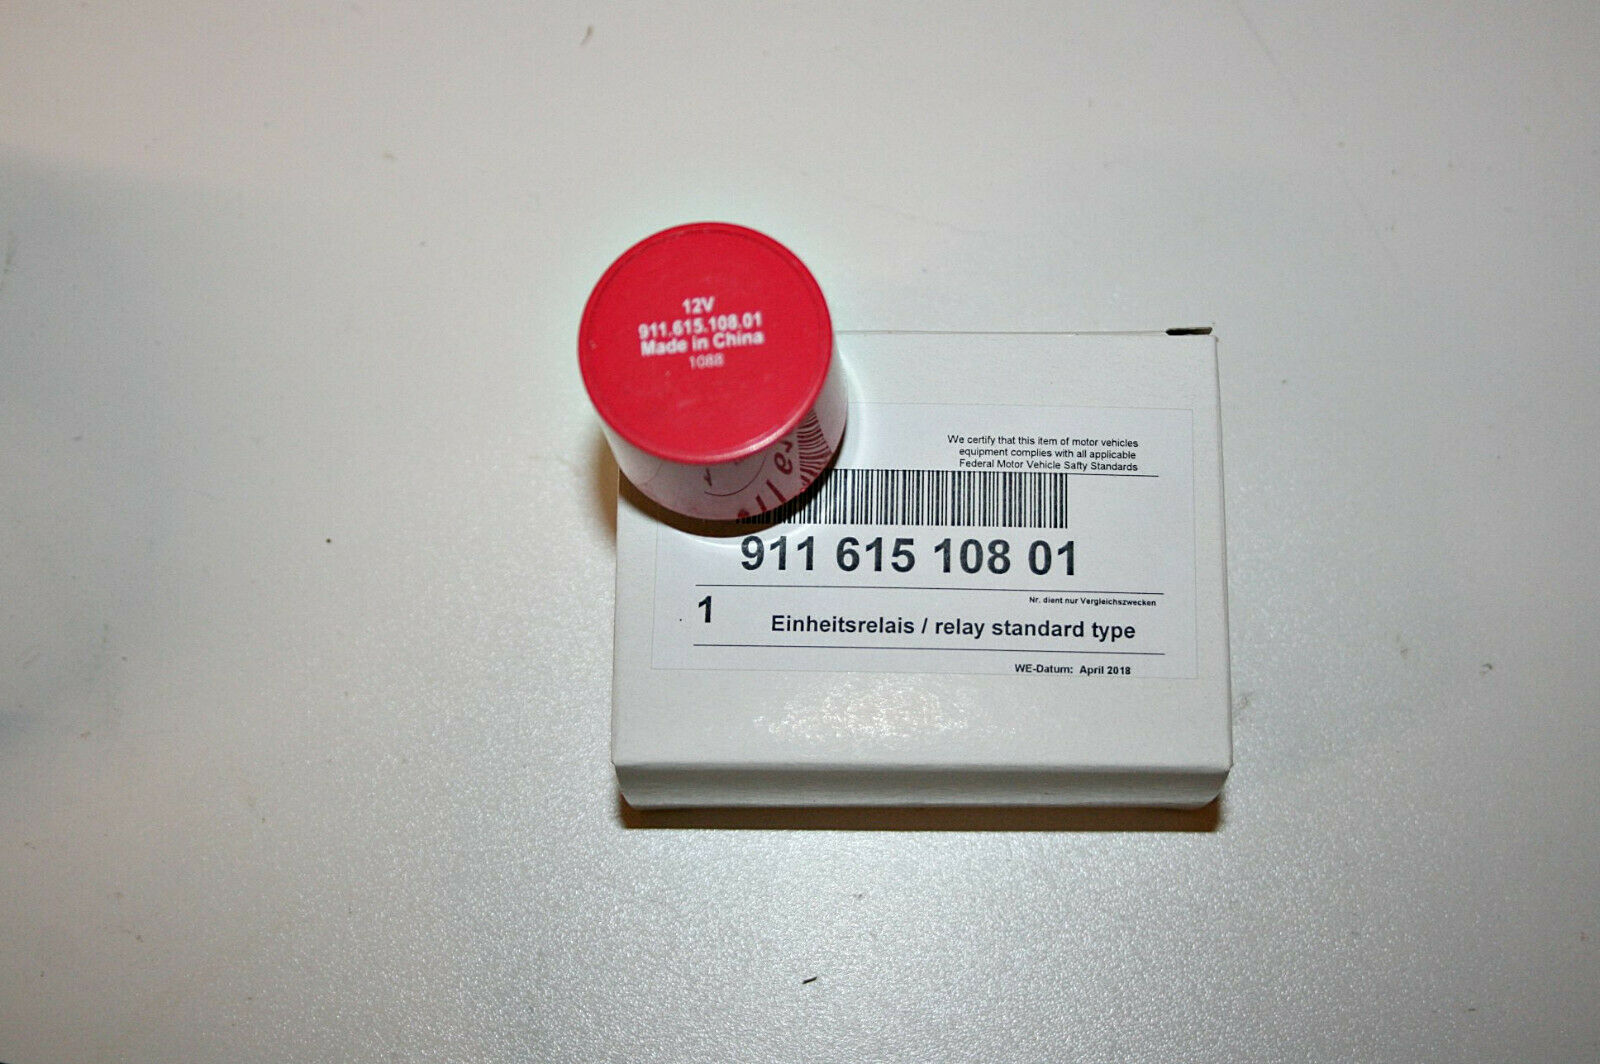 12V
911.615.108.01
Made in China
1088
We certify that this item of motor vehicles
equipment complies with all applicable
Federal Motor Vehicle Safty Standards
911 615 108 01
Nr. dient nur Vergleichszwecken
1
Einheitsrelais / relay standard type
WE-Datum: April 2018